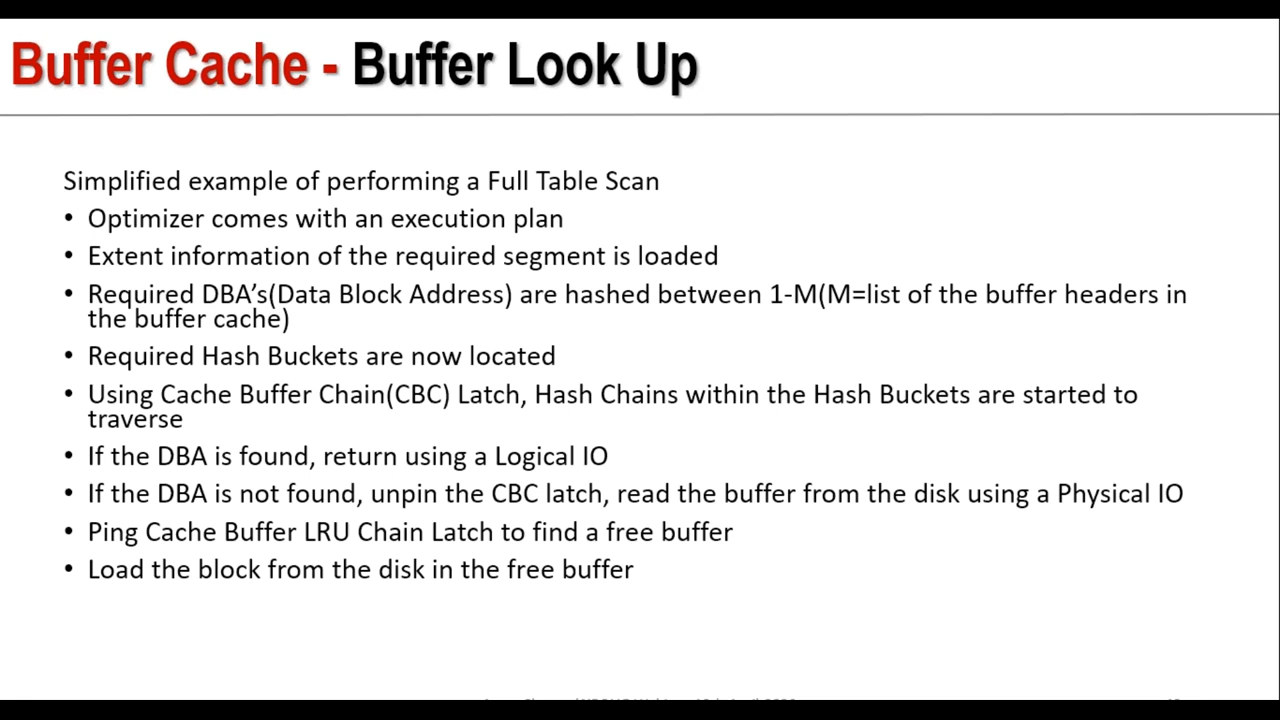 Buffer Cache - Buffer Look Up
Simplified example of performing a Full Table Scan
• Optimizer comes with an execution plan
• Extent information of the required segment is loaded
• Required DBA’s(Data Block Address) are hashed between 1-M(M=list of the buffer headers in
the buffer cache)
• Required Hash Buckets are now located
• Using Cache Buffer Chain(CBC) Latch, Hash Chains within the Hash Buckets are started to
traverse
• If the DBA is found, return using a Logical IO
• If the DBA is not found, unpin the CBC latch, read the buffer from the disk using a Physical IO
• Ping Cache Buffer LRU Chain Latch to find a free buffer
• Load the block from the disk in the free buffer